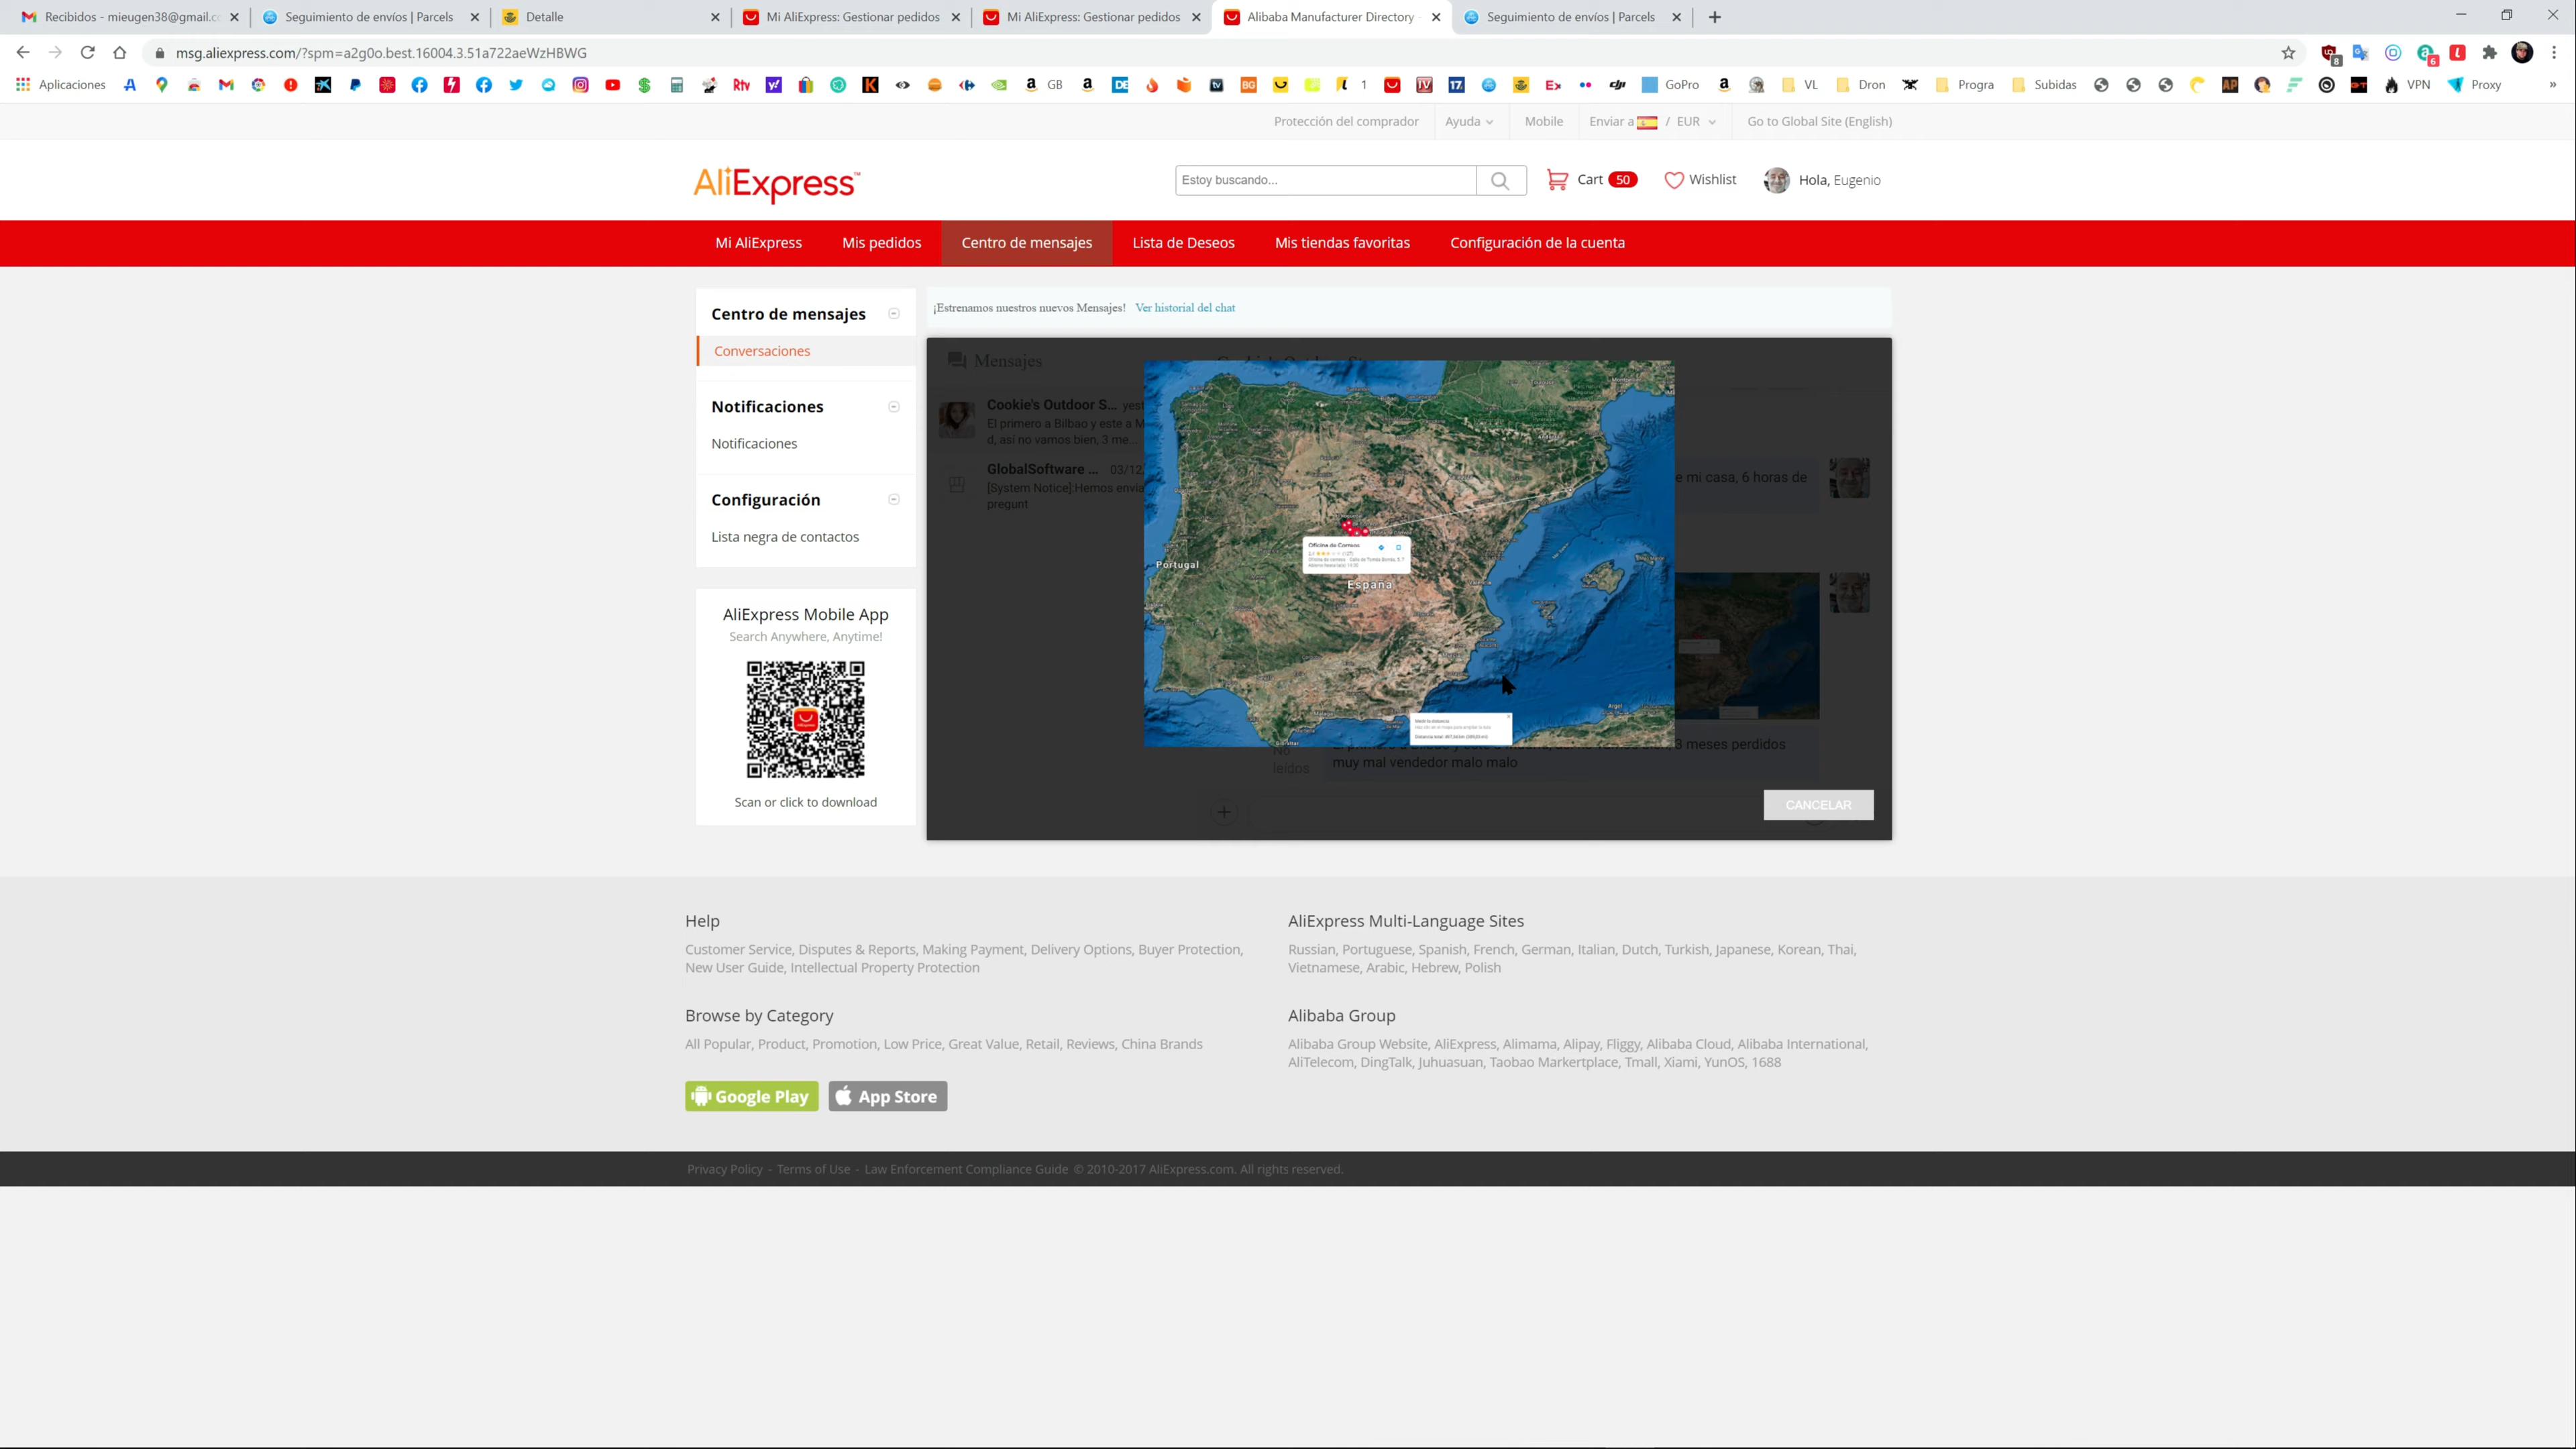 Recibidos - mieugen38@gmail.c
Seguimiento de envíos | Parcels
Detalle
Mi AliExpress: Gestionar pedidos
Mi AliExpress: Gestionar pedidos
Alibaba Manufacturer Directory
Seguimiento de envíos | Parcels
msg.aliexpress.com/?spm=a2g0o.best.16004.3.51a722aeWzHBWG
8
6
Aplicaciones
GB
1
GoPro
VL
Dron
Progra
Subidas
VPN
Proxy
»
Protección del comprador
Ayuda
Mobile
Enviar a / EUR
Go to Global Site (English)
AliExpress™
Estoy buscando...
Cart 50
Wishlist
Hola, Eugenio
Mi AliExpress
Mis pedidos
Centro de mensajes
Lista de Deseos
Mis tiendas favoritas
Configuración de la cuenta
Centro de mensajes
Conversaciones
Notificaciones
Notificaciones
Configuración
Lista negra de contactos
AliExpress Mobile App
Search Anywhere, Anytime!
Scan or click to download
¡Estrenamos nuestros nuevos Mensajes! Ver historial del chat
Mensajes
Cookie's Outdoor S... yest
El primero a Bilbao y este a M
d, así no vamos bien, 3 me...
GlobalSoftware ... 03/12
[System Notice]:Hemos envia
pregunt
e mi casa, 6 horas de
Portugal
Oficina de Correos
España
Argel
3 meses perdidos
leidos
muy mal vendedor malo malo
CANCELAR
Help
Customer Service, Disputes & Reports, Making Payment, Delivery Options, Buyer Protection,
New User Guide, Intellectual Property Protection
AliExpress Multi-Language Sites
Russian, Portuguese, Spanish, French, German, Italian, Dutch, Turkish, Japanese, Korean, Thai,
Vietnamese, Arabic, Hebrew, Polish
Browse by Category
All Popular, Product, Promotion, Low Price, Great Value, Retail, Reviews, China Brands
Alibaba Group
Alibaba Group Website, AliExpress, Alimama, Alipay, Fliggy, Alibaba Cloud, Alibaba International,
AliTelecom, DingTalk, Juhuasuan, Taobao Markertplace, Tmall, Xiami, YunOS, 1688
Google Play
App Store
Privacy Policy - Terms of Use - Law Enforcement Compliance Guide © 2010-2017 AliExpress.com. All rights reserved.